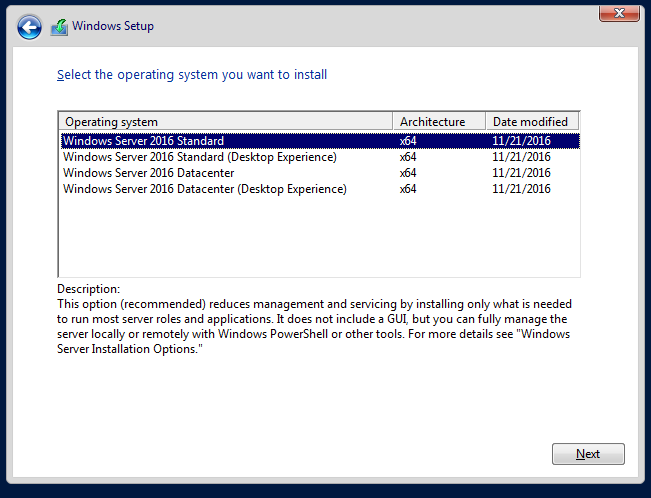 Windows Setup
Select the operating system you want to install
Operating system Architecture Date modified
Windows Server 2016 Standard x64 11/21/2016
Windows Server 2016 Standard (Desktop Experience) x64 11/21/2016
Windows Server 2016 Datacenter x64 11/21/2016
Windows Server 2016 Datacenter (Desktop Experience) x64 11/21/2016
Description:
This option (recommended) reduces management and servicing by installing only what is needed
to run most server roles and applications. It does not include a GUI, but you can fully manage the
server locally or remotely with Windows PowerShell or other tools. For more details see "Windows
Server Installation Options."
Next